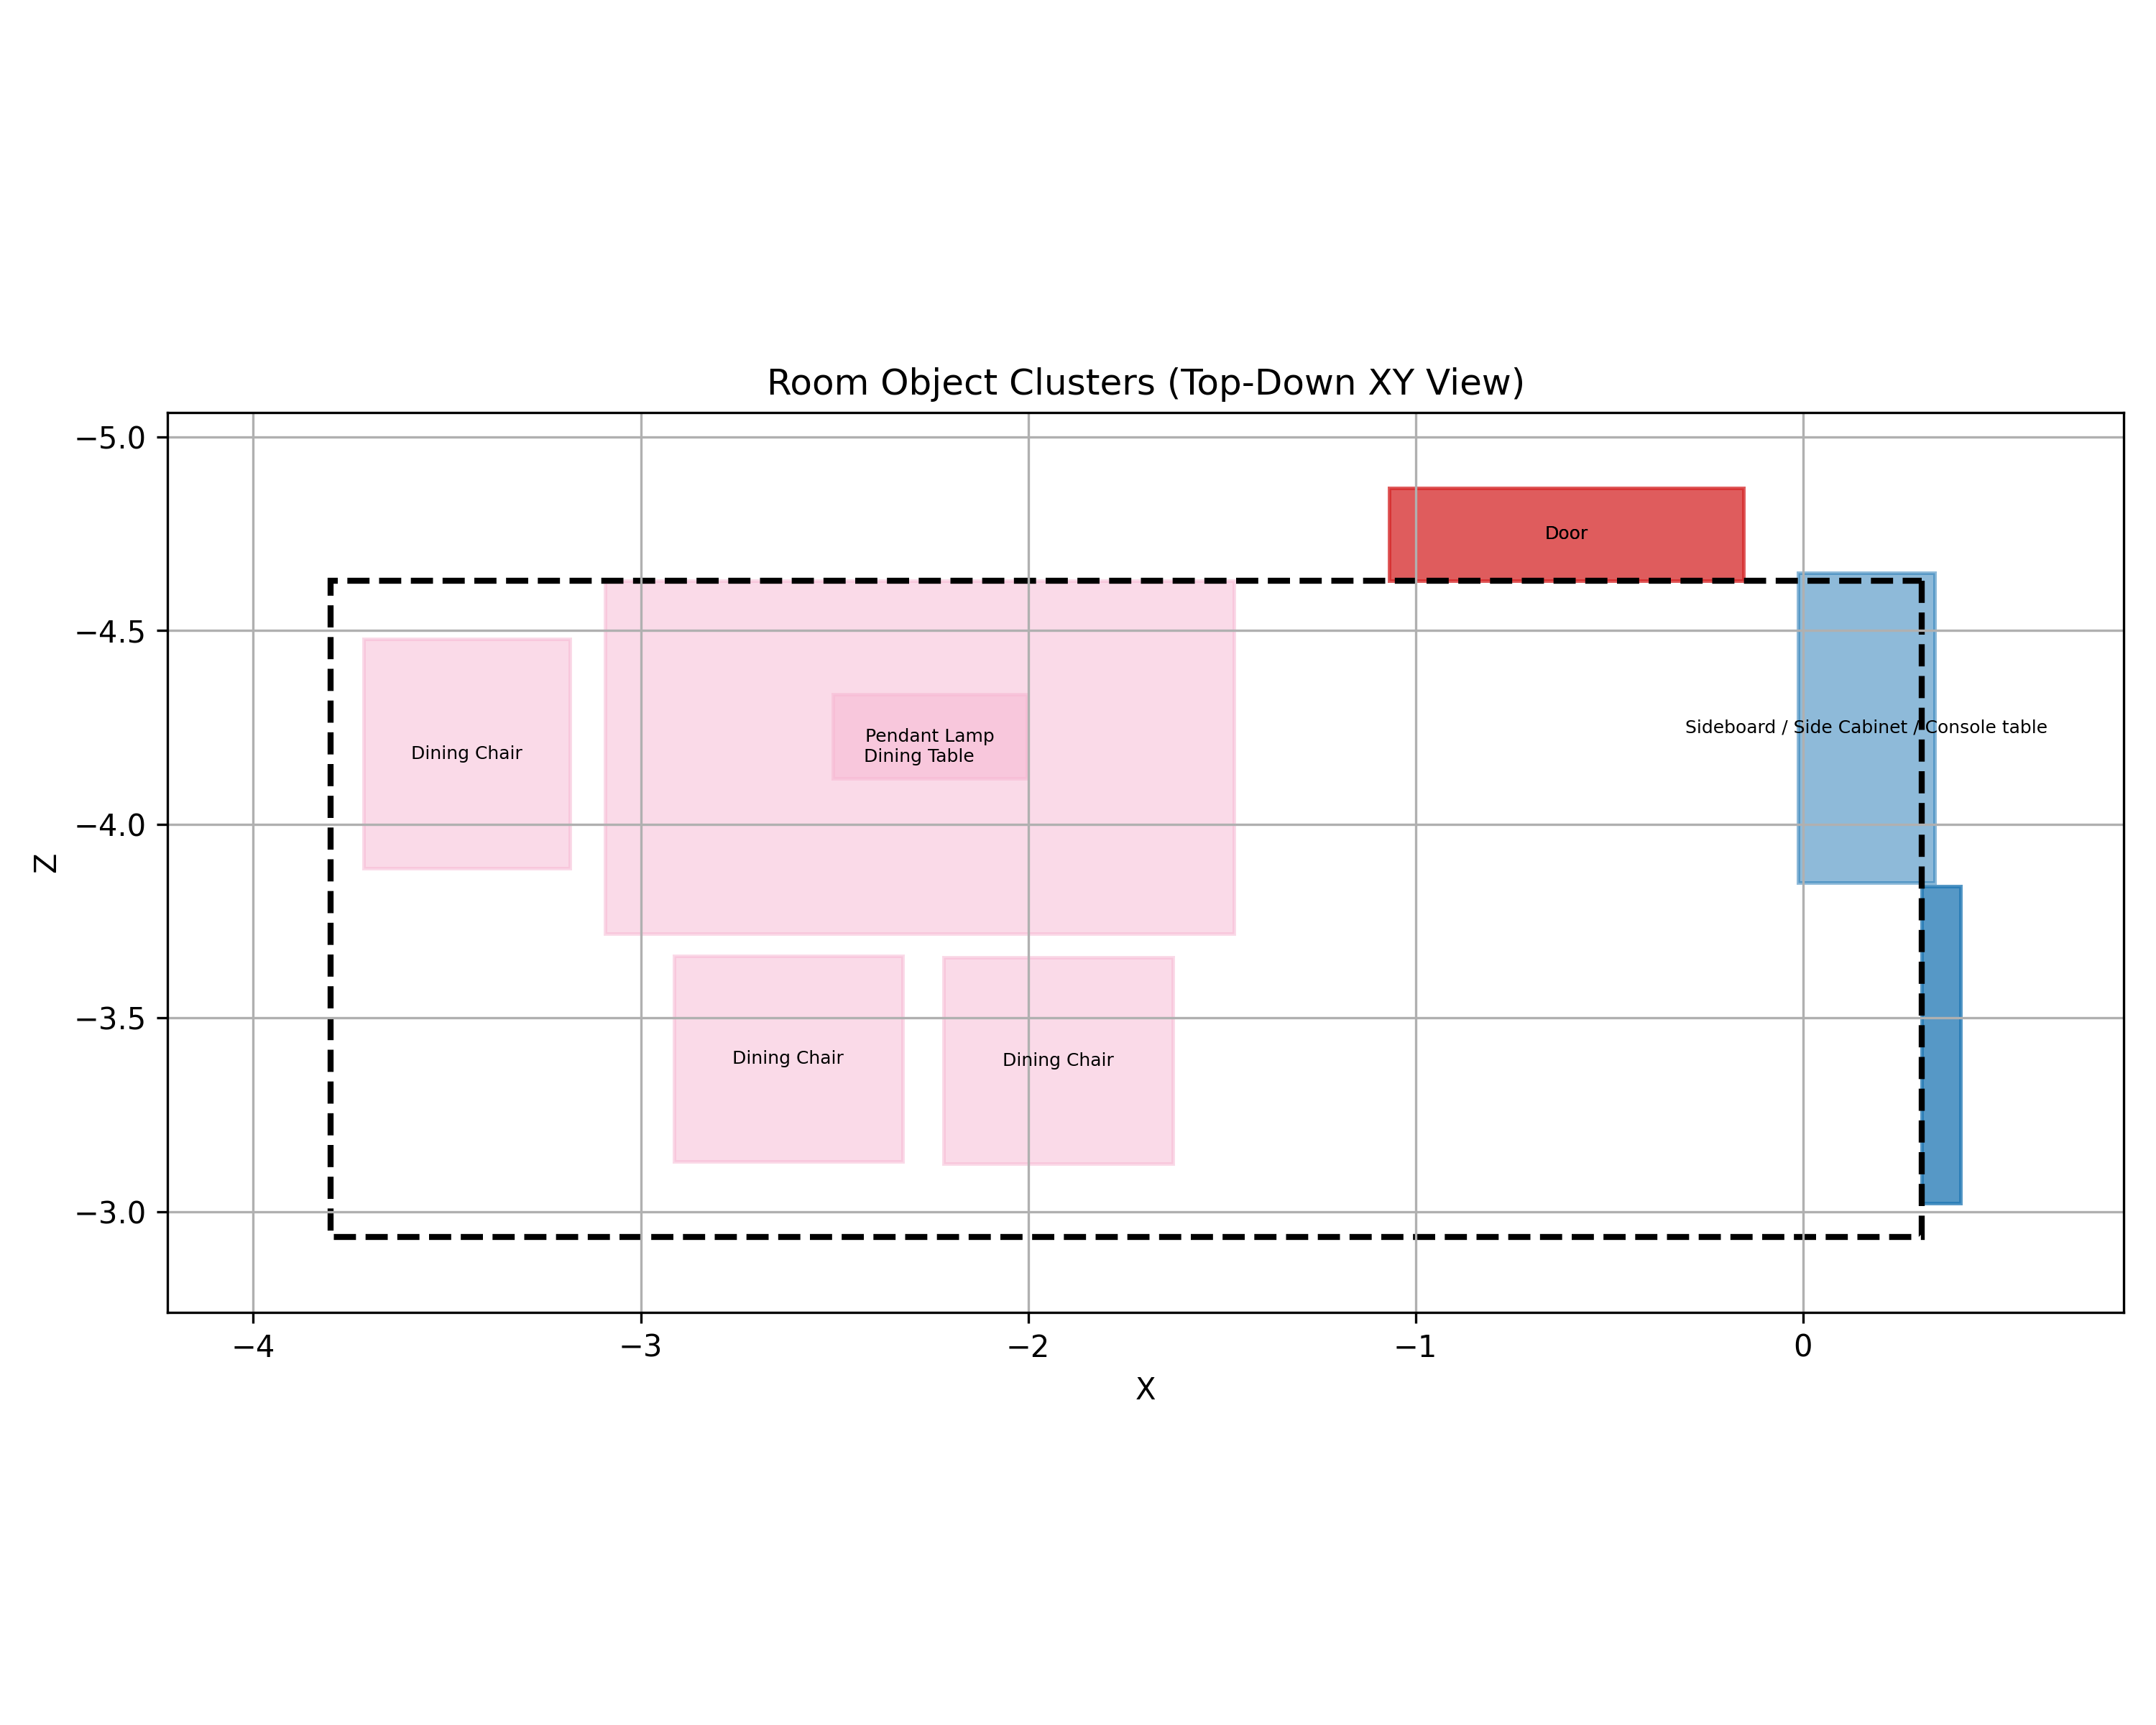 Room Object Clusters (Top-Down XY View)
−5.0
Door
−4.5
Sideboard / Side Cabinet / Console table
Pendant Lamp
Dining Chair
Dining Table
−4.0
Z
−3.5
Dining Chair
Dining Chair
−3.0
−4
−3
−2
−1
0
X